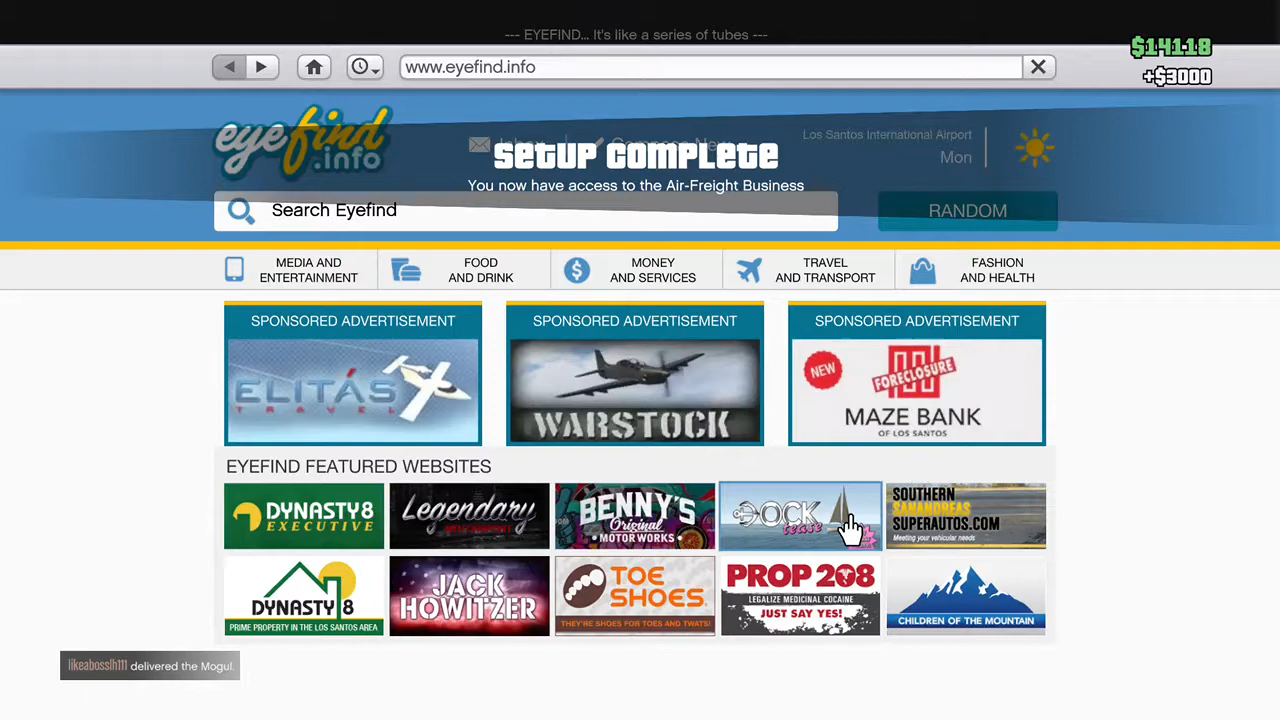 --- EYEFIND... It's like a series of tubes ---
$14118
+$3000
www.eyefind.info
eyefind
.info
Los Santos International Airport
Mon
SETUP COMPLETE
You now have access to the Air-Freight Business
Search Eyefind
RANDOM
MEDIA AND
ENTERTAINMENT
FOOD
AND DRINK
MONEY
AND SERVICES
TRAVEL
AND TRANSPORT
FASHION
AND HEALTH
SPONSORED ADVERTISEMENT
SPONSORED ADVERTISEMENT
SPONSORED ADVERTISEMENT
ELITÁS
TRAVEL
WARSTOCK
NEW
FORECLOSURE
MAZE BANK
OF LOS SANTOS
EYEFIND FEATURED WEBSITES
DYNASTY8
EXECUTIVE
Legendary
BENNY'S
Original
MOTORWORKS
DOCK
tease
SOUTHERN
SANANDREAS
SUPERAUTOS.COM
Meeting your vehicular needs
DYNASTY 8
PRIME PROPERTY IN THE LOS SANTOS AREA
JACK
HOWITZER
TOE
SHOES
THEY'RE SHOES FOR TOES AND TWATS!
PROP 208
LEGALIZE MEDICINAL COCAINE
JUST SAY YES!
CHILDREN OF THE MOUNTAIN
likeabosslh111 delivered the Mogul.